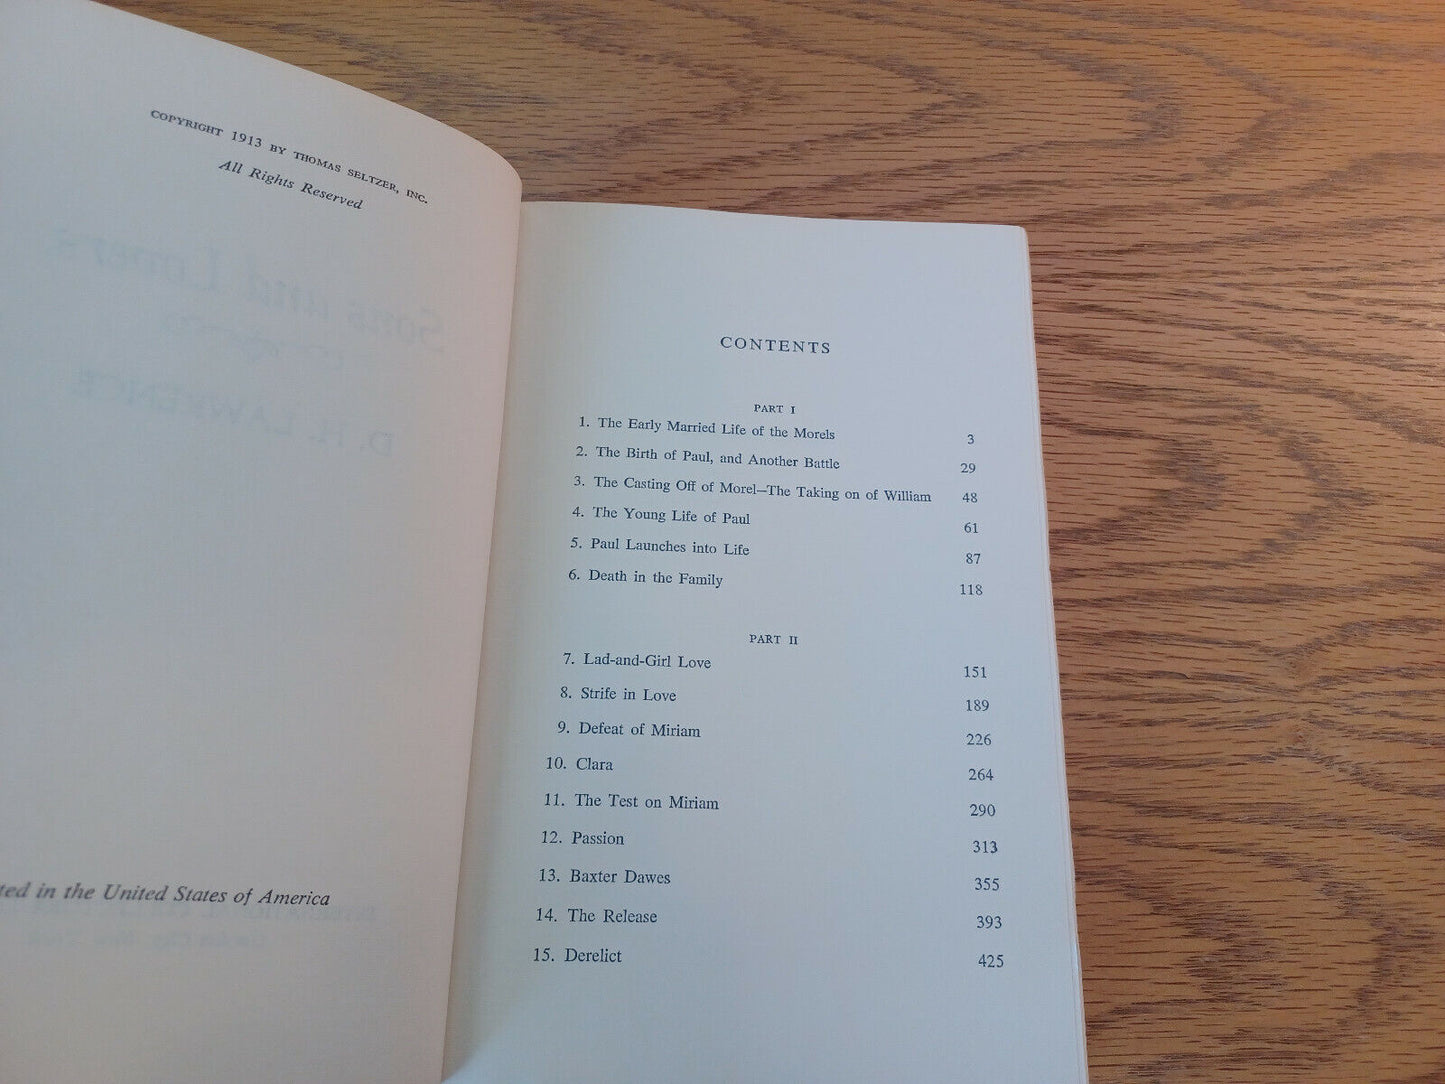 COPYRIGHT 1913 BY THOMAS SELTZER, INC.
All Rights Reserved
Sons and Lovers
D. H. LAWRENCE
ted in the United States of America
CONTENTS
PART I
1. The Early Married Life of the Morels 3
2. The Birth of Paul, and Another Battle 29
3. The Casting Off of Morel—The Taking on of William 48
4. The Young Life of Paul 61
5. Paul Launches into Life 87
6. Death in the Family 118
PART II
7. Lad-and-Girl Love 151
8. Strife in Love 189
9. Defeat of Miriam 226
10. Clara 264
11. The Test on Miriam 290
12. Passion 313
13. Baxter Dawes 355
14. The Release 393
15. Derelict 425